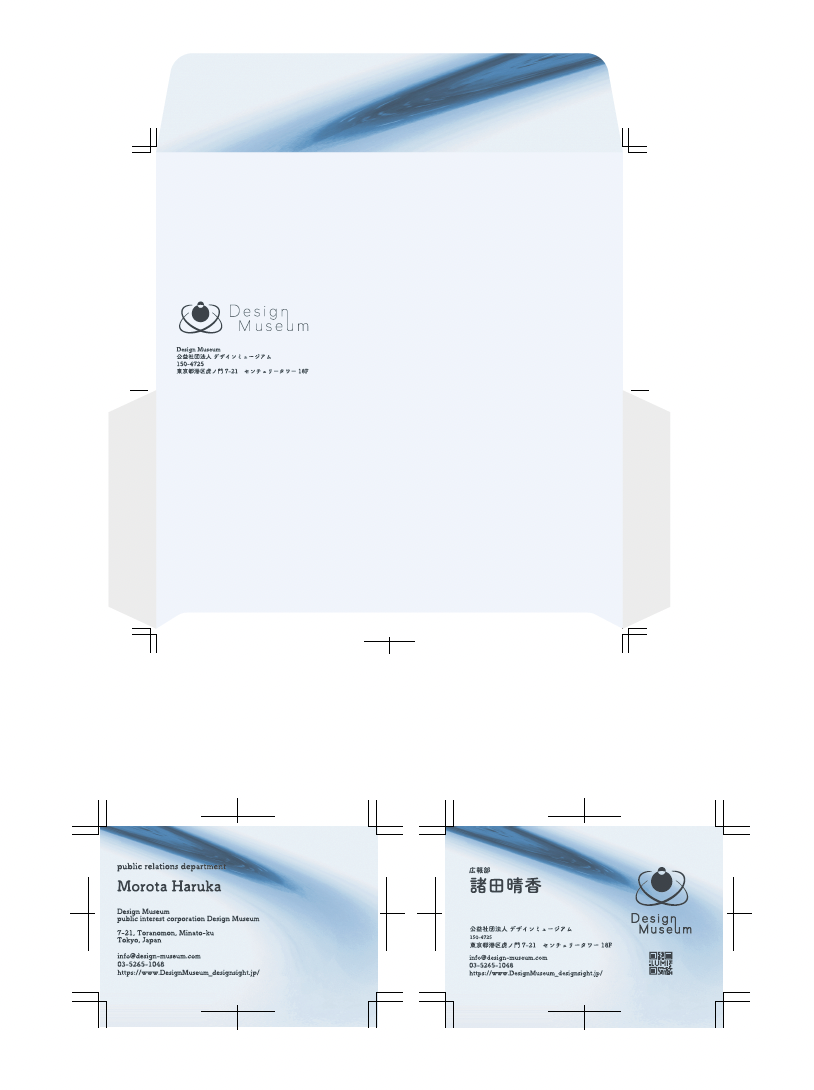 Design
Museum
Design Museum
公益社団法人 デザインミュージアム
150-4725
東京都港区虎ノ門 7-21　センチュリータワー 18F
public relations department
Morota Haruka
Design Museum
public interest corporation Design Museum
7-21, Toranomon, Minato-ku
Tokyo, Japan
info@design-museum.com
03-5265-1048
https://www.DesignMuseum_designsight.jp/
広報部
諸田晴香
公益社団法人 デザインミュージアム
150-4725
東京都港区虎ノ門 7-21　センチュリータワー 18F
info@design-museum.com
03-5265-1048
https://www.DesignMuseum_designsight.jp/
Design
Museum